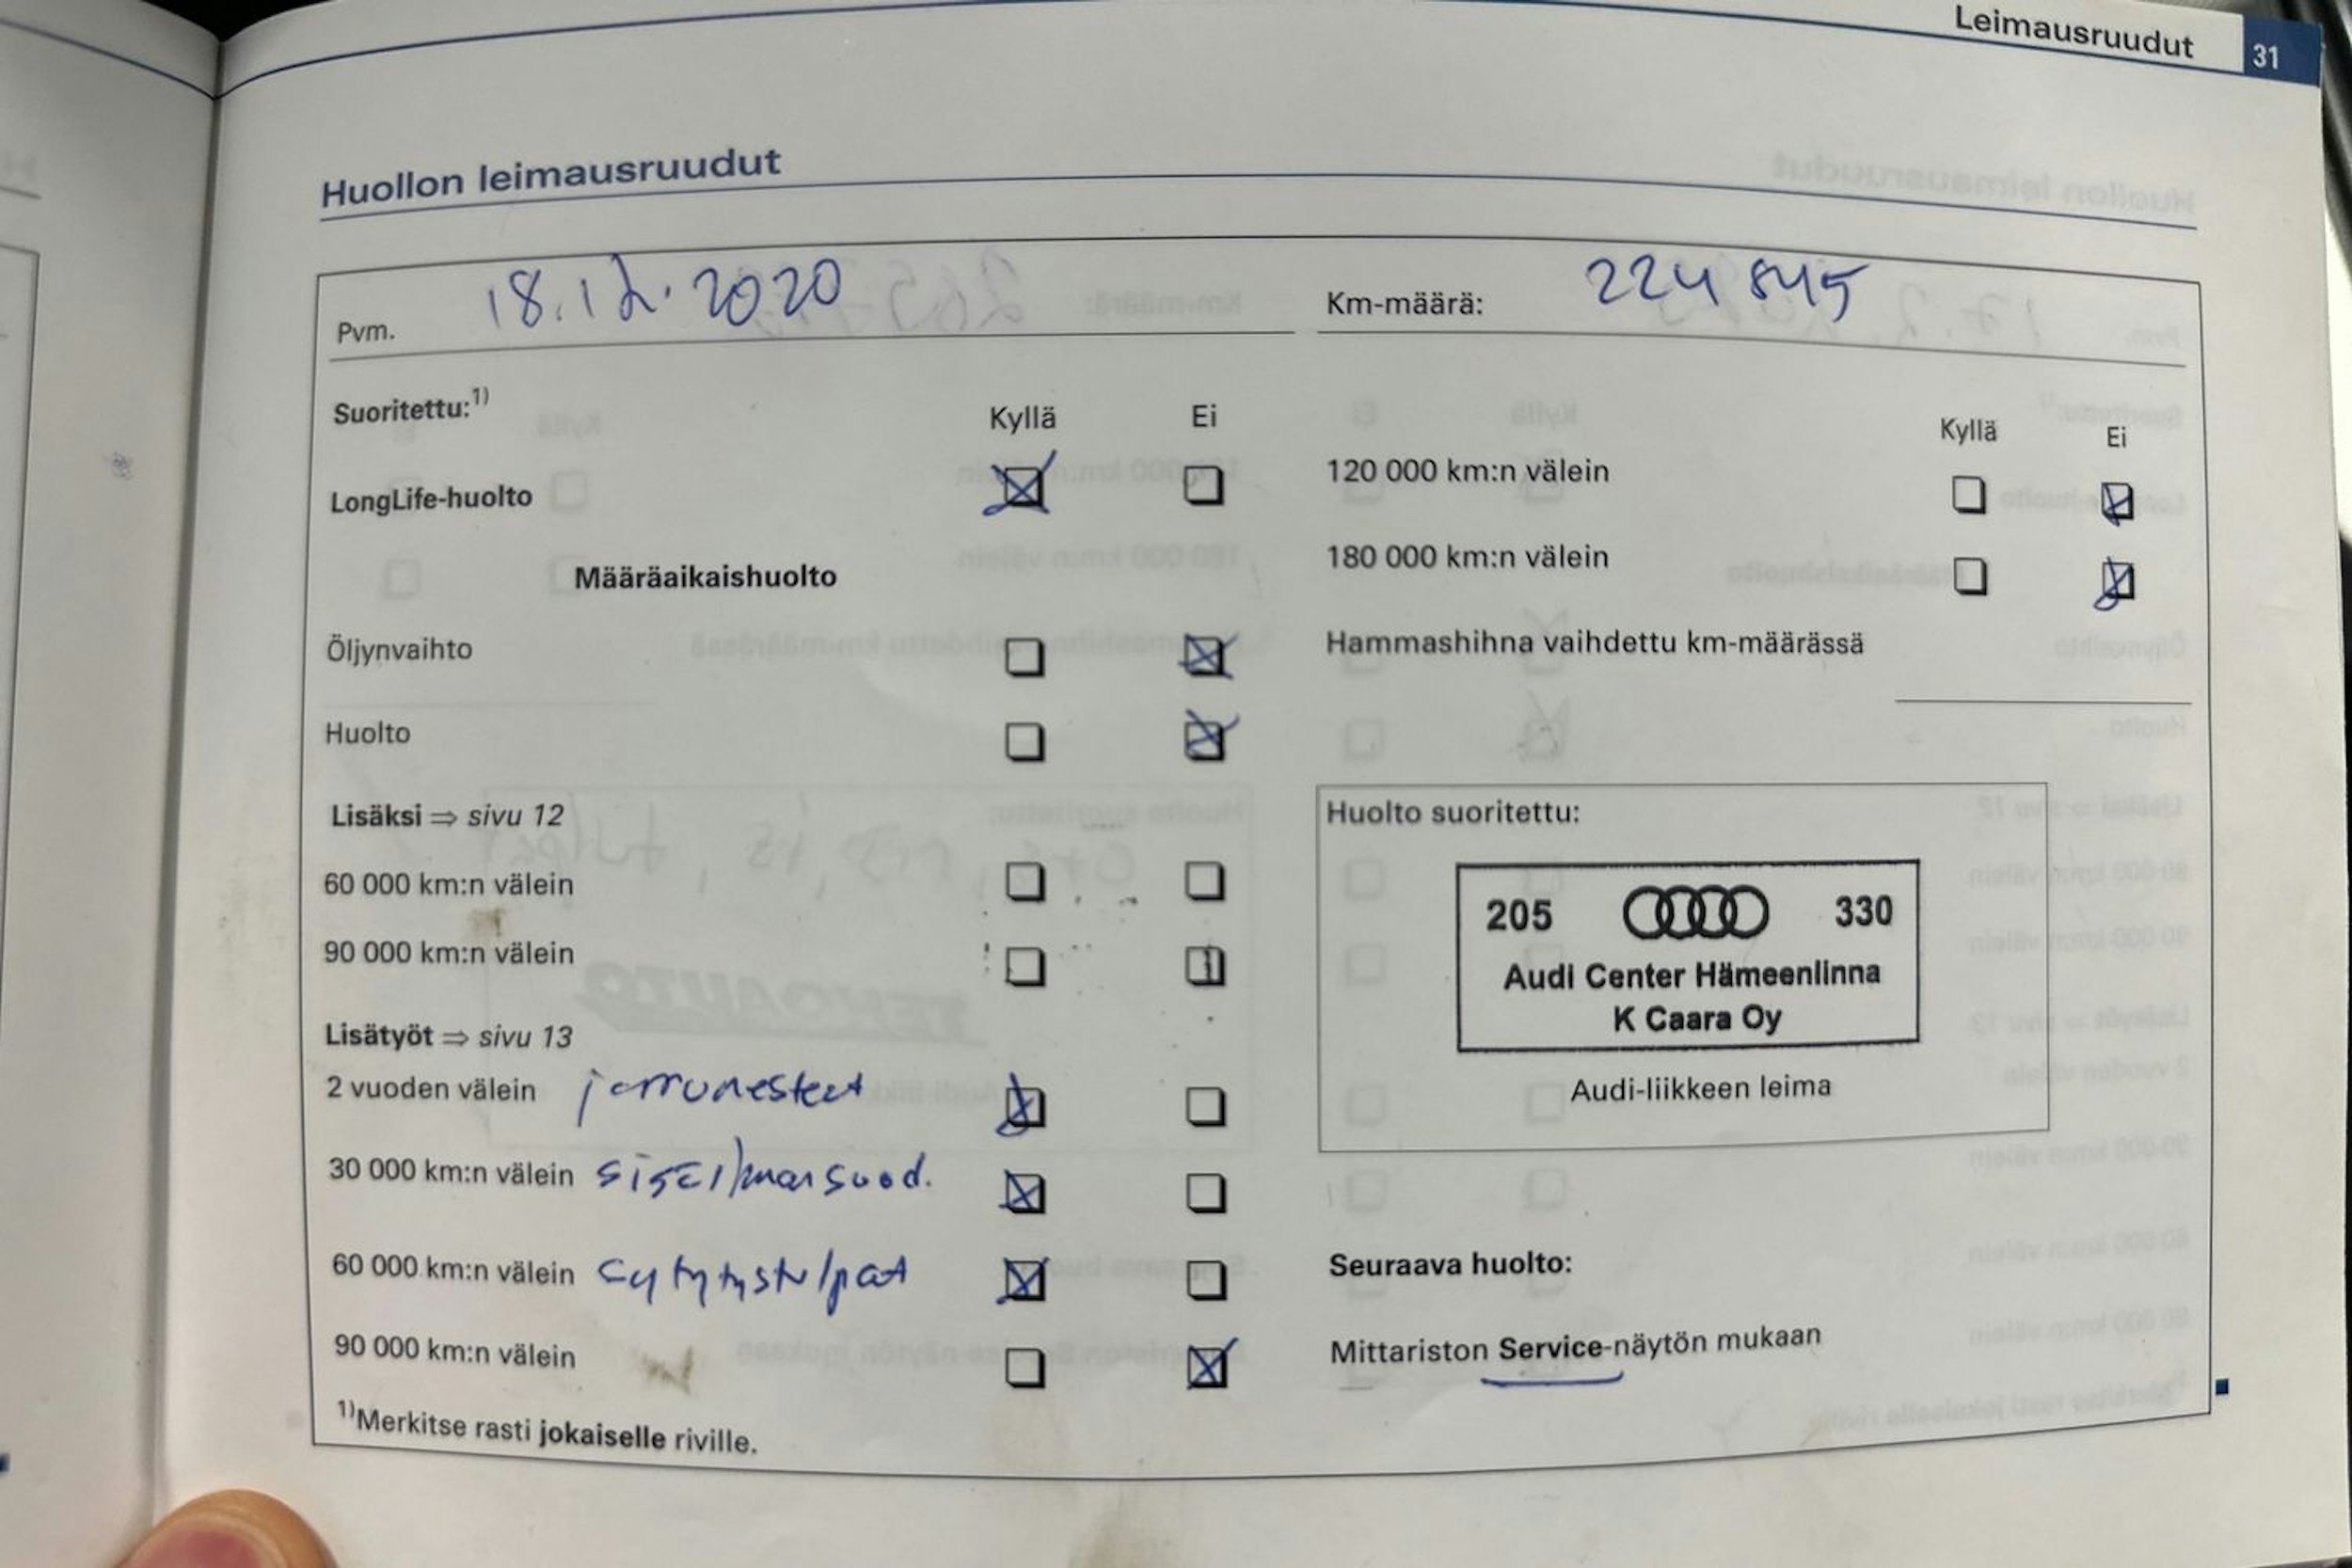 Leimausruudut 31
Huollon leimausruudut
Pvm. 18.12.2020
Km-määrä: 224 845
Suoritettu:1)
Kyllä Ei
LongLife-huolto
Määräaikaishuolto
Öljynvaihto
Huolto
Lisäksi ⇒ sivu 12
60 000 km:n välein
90 000 km:n välein
Lisätyöt ⇒ sivu 13
2 vuoden välein jarrunesteet
30 000 km:n välein
60 000 km:n välein
90 000 km:n välein
1)Merkitse rasti jokaiselle riville.
Kyllä Ei
120 000 km:n välein
180 000 km:n välein
Hammashihna vaihdettu km-määrässä
Huolto suoritettu:
205 330
Audi Center Hämeenlinna
K Caara Oy
Audi-liikkeen leima
Seuraava huolto:
Mittariston Service-näytön mukaan